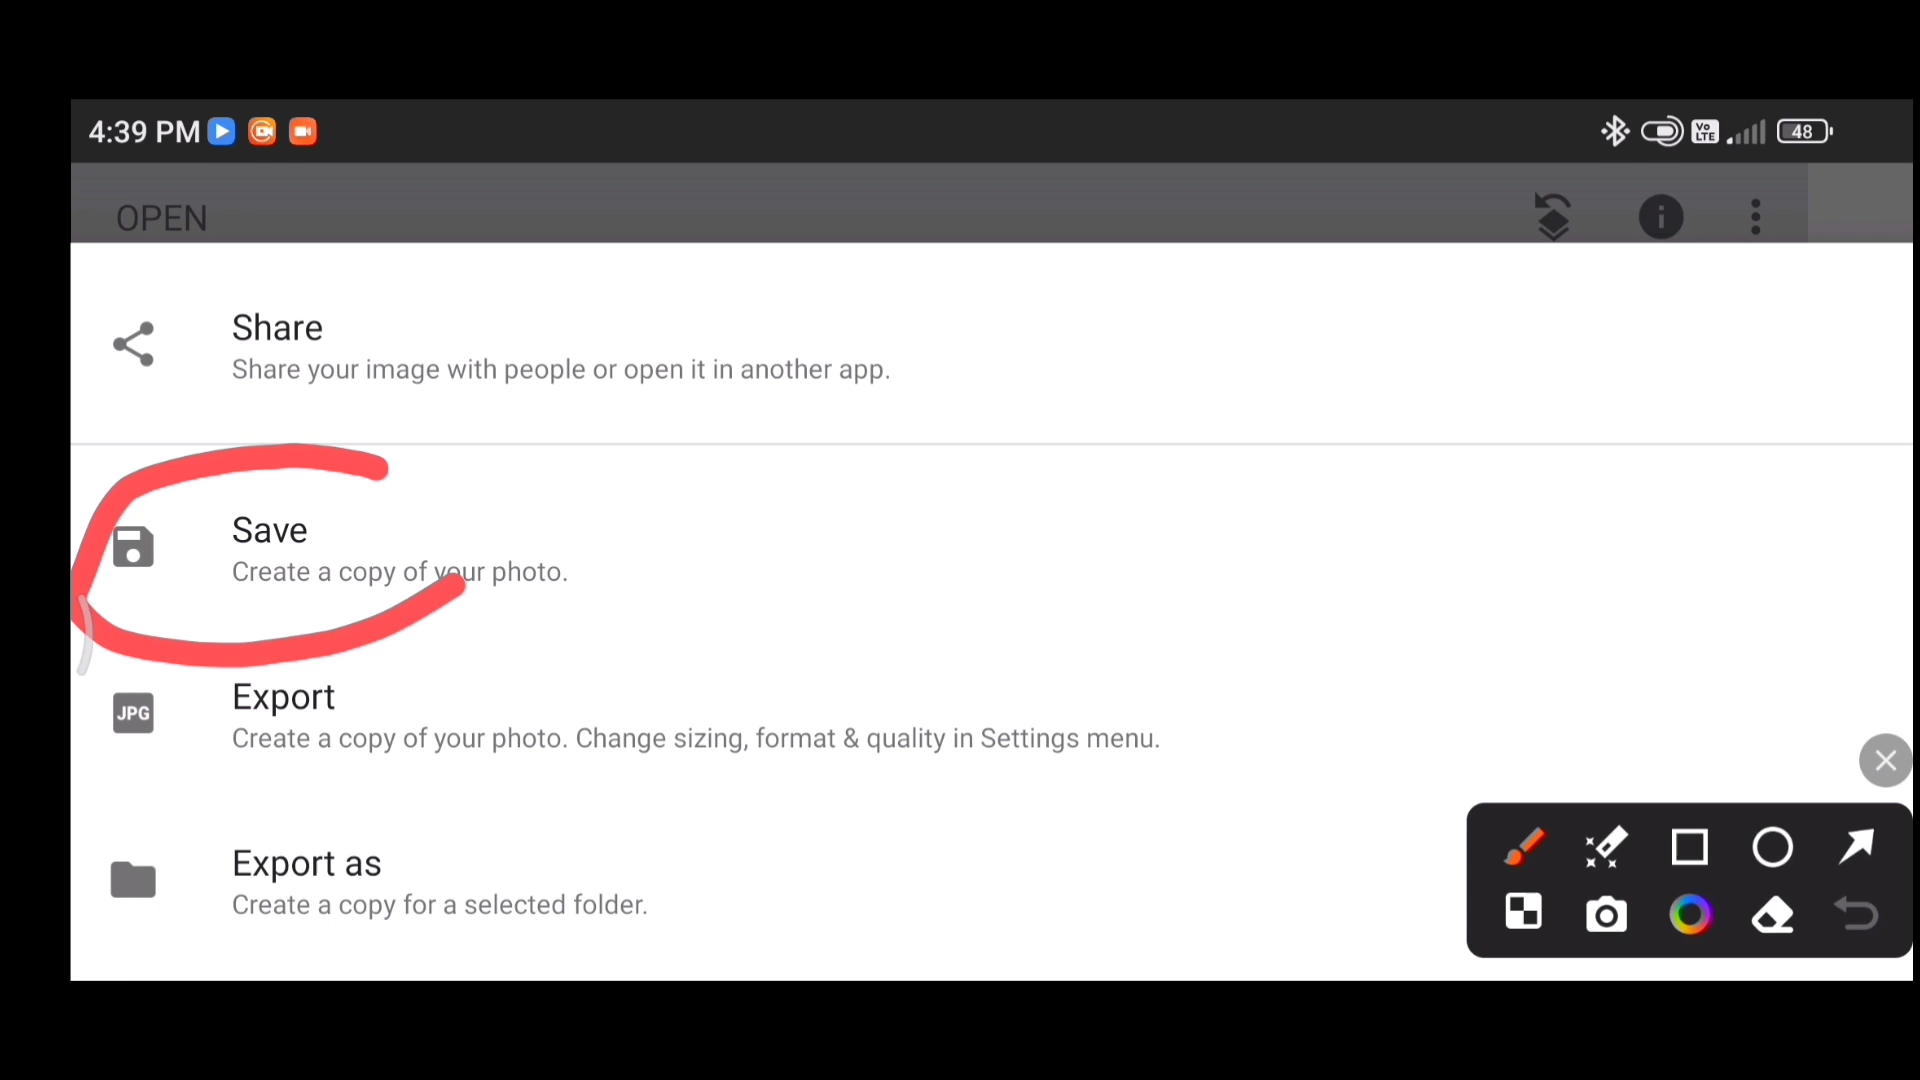 4:39 PM
Vo LTE
48
OPEN
Share
Share your image with people or open it in another app.
Save
Create a copy of your photo.
JPG
Export
Create a copy of your photo. Change sizing, format & quality in Settings menu.
Export as
Create a copy for a selected folder.